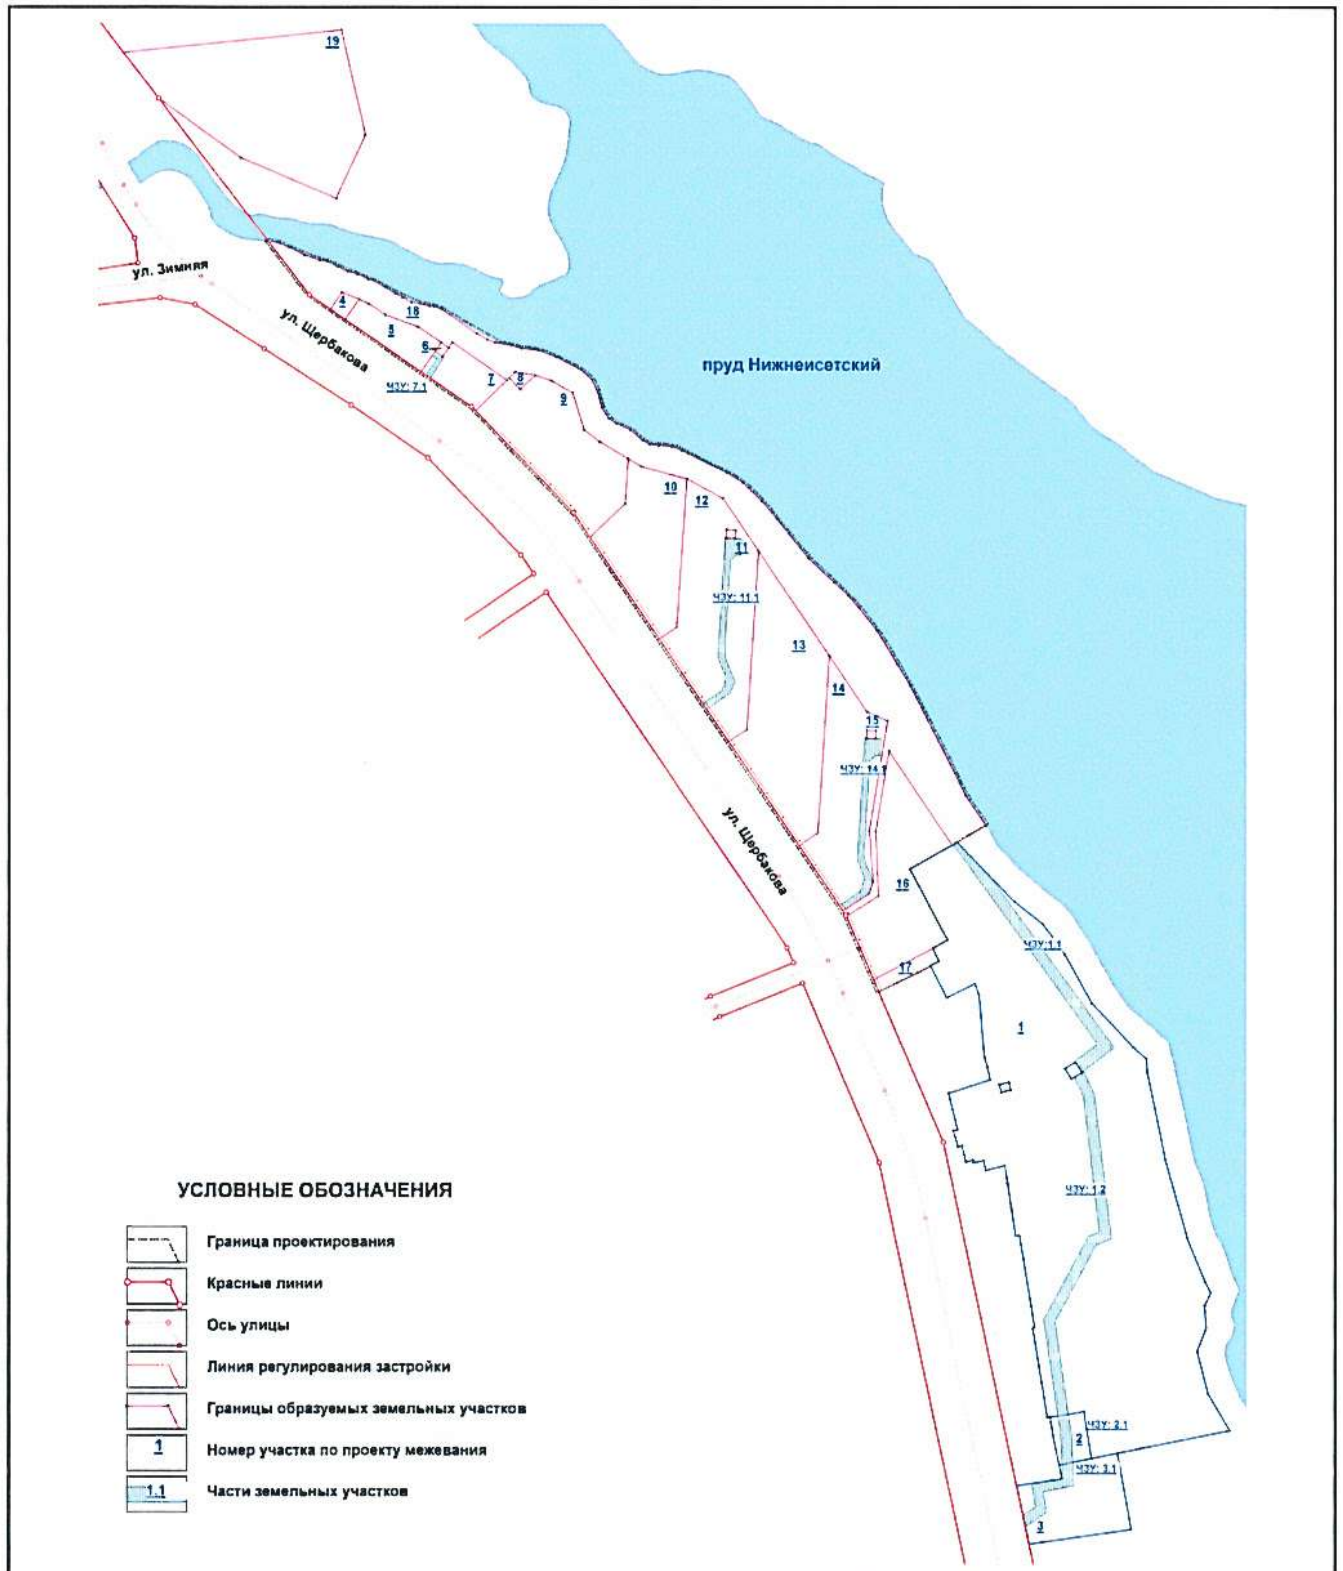 19
ул. Зимняя
ул. Щербакова
4
18
5
6
ЧЗУ: 7.1
7
8
9
пруд Нижнеисетский
10
12
11
ЧЗУ: 11.1
13
14
15
ЧЗУ: 14.1
ул. Щербакова
16
17
ЧЗУ: 1.1
1
ЧЗУ: 1.2
ЧЗУ: 2.1
2
ЧЗУ: 3.1
3
УСЛОВНЫЕ ОБОЗНАЧЕНИЯ
Граница проектирования
Красные линии
Ось улицы
Линия регулирования застройки
Границы образуемых земельных участков
1 Номер участка по проекту межевания
1.1 Части земельных участков